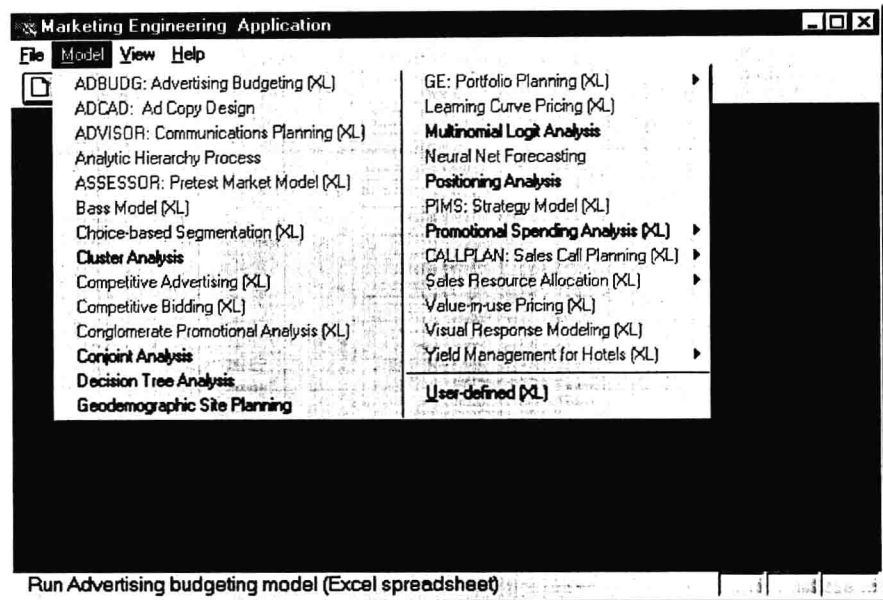 Marketing Engineering Application
File Model View Help
ADBUDG: Advertising Budgeting (XL)
ADCAD: Ad Copy Design
ADVISOR: Communications Planning (XL)
Analytic Hierarchy Process
ASSESSOR: Pretest Market Model (XL)
Bass Model (XL)
Choice-based Segmentation (XL)
Cluster Analysis
Competitive Advertising (XL)
Competitive Bidding (XL)
Conglomerate Promotional Analysis (XL)
Conjoint Analysis
Decision Tree Analysis
Geodemographic Site Planning
GE: Portfolio Planning (XL)
Learning Curve Pricing (XL)
Multinomial Logit Analysis
Neural Net Forecasting
Positioning Analysis
PIMS: Strategy Model (XL)
Promotional Spending Analysis (XL)
CALLPLAN: Sales Call Planning (XL)
Sales Resource Allocation (XL)
Value-in-use Pricing (XL)
Visual Response Modeling (XL)
Yield Management for Hotels (XL)
User-defined (XL)
Run Advertising budgeting model (Excel spreadsheet)